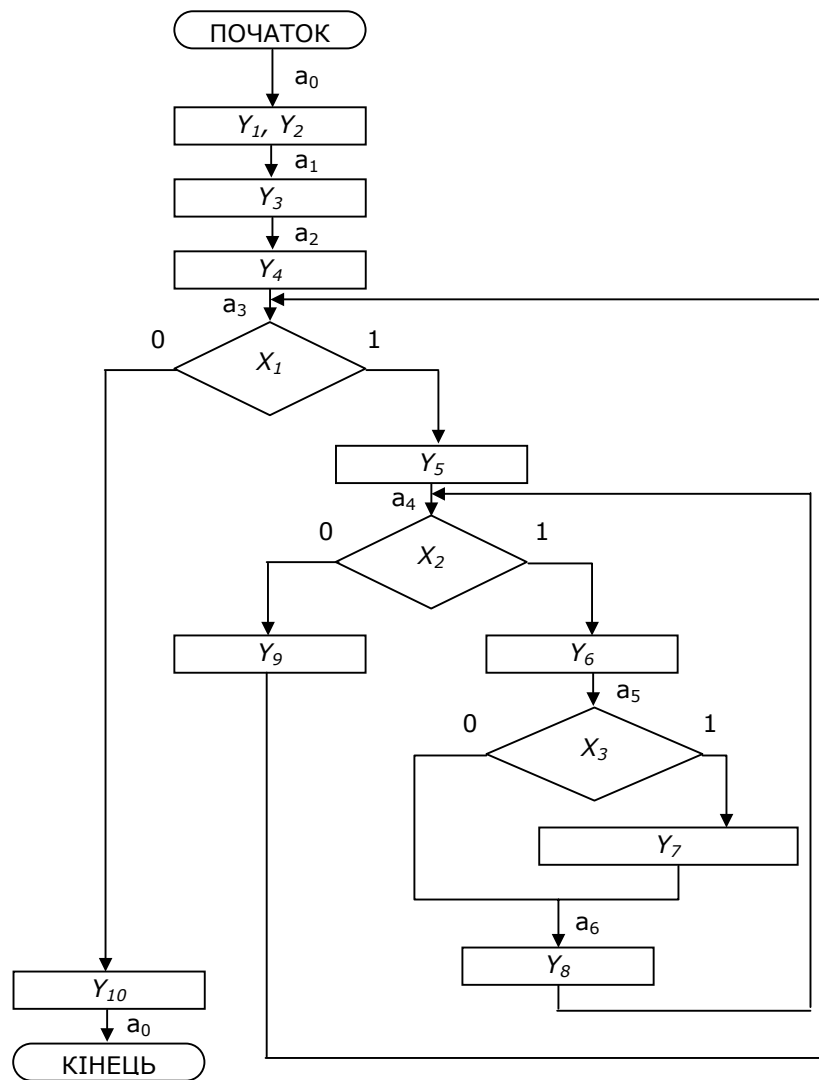 ПОЧАТОК
a₀
Y₁, Y₂
a₁
Y₃
a₂
Y₄
a₃
0 1
X₁
Y₅
a₄
0 1
X₂
Y₉ Y₆
a₅
0 1
X₃
Y₇
a₆
Y₈
Y₁₀
a₀
КІНЕЦЬ